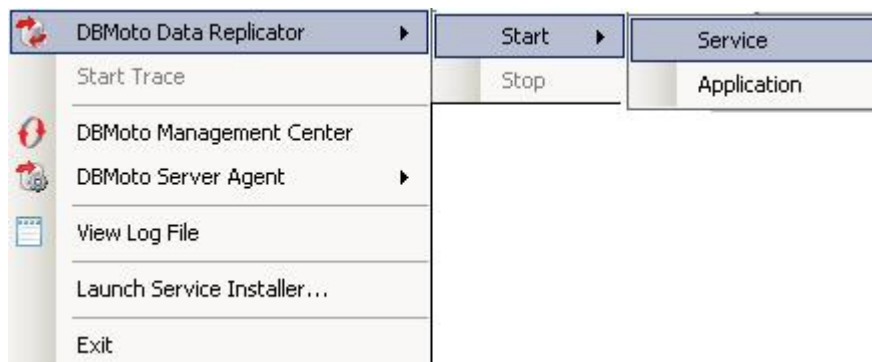 DBMoto Data Replicator
Start
Service
Start Trace
Stop
Application
DBMoto Management Center
DBMoto Server Agent
View Log File
Launch Service Installer...
Exit